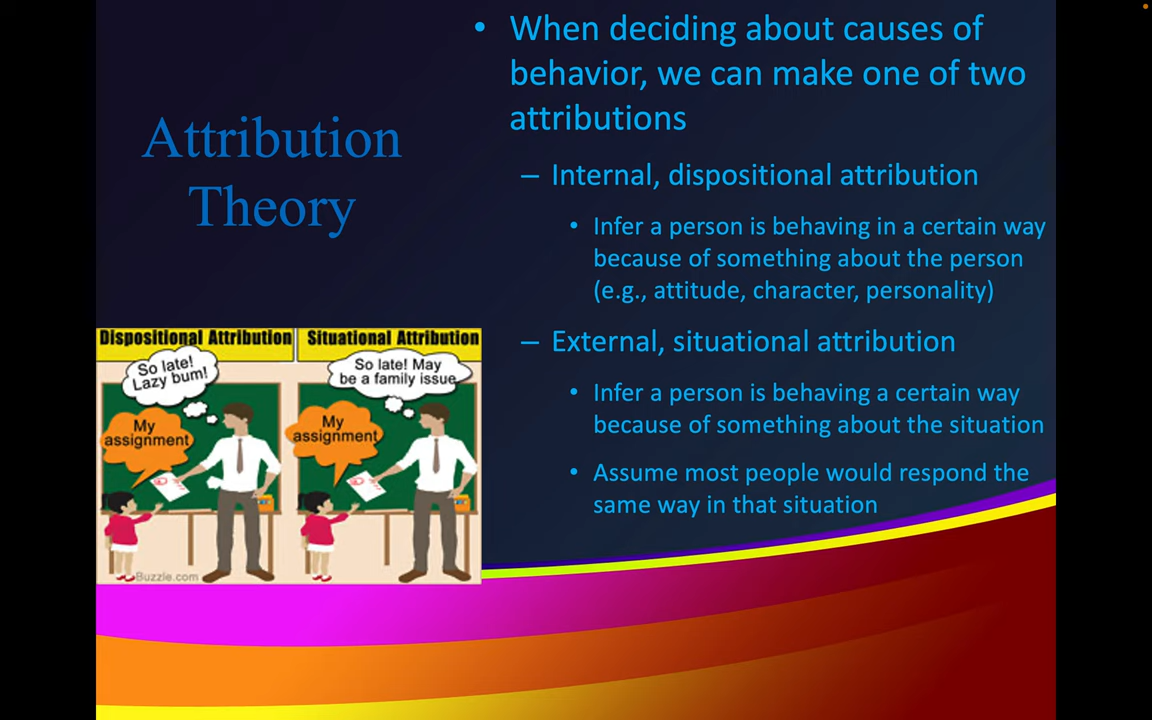 Attribution
Theory
• When deciding about causes of
behavior, we can make one of two
attributions
– Internal, dispositional attribution
• Infer a person is behaving in a certain way
because of something about the person
(e.g., attitude, character, personality)
– External, situational attribution
• Infer a person is behaving a certain way
because of something about the situation
• Assume most people would respond the
same way in that situation
Dispositional Attribution
So late!
Lazy bum!
My
assignment
Situational Attribution
So late! May
be a family issue
My
assignment
Buzzle.com